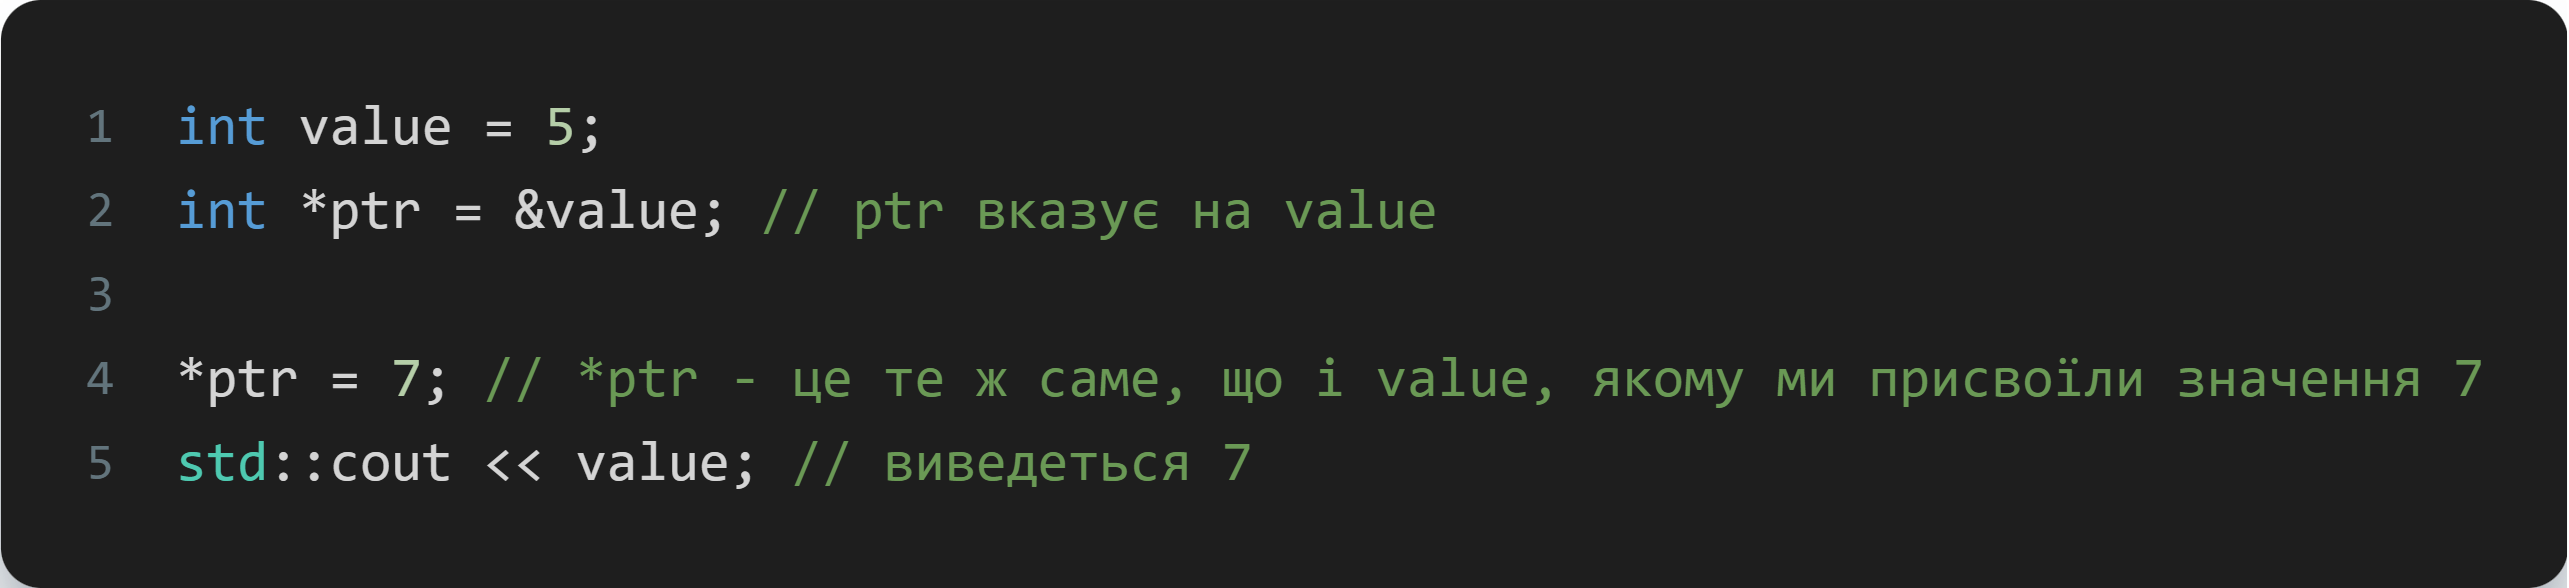 1 int value = 5;
2 int *ptr = &value; // ptr вказує на value
3
4 *ptr = 7; // *ptr - це те ж саме, що і value, якому ми присвоїли значення 7
5 std::cout << value; // виведеться 7